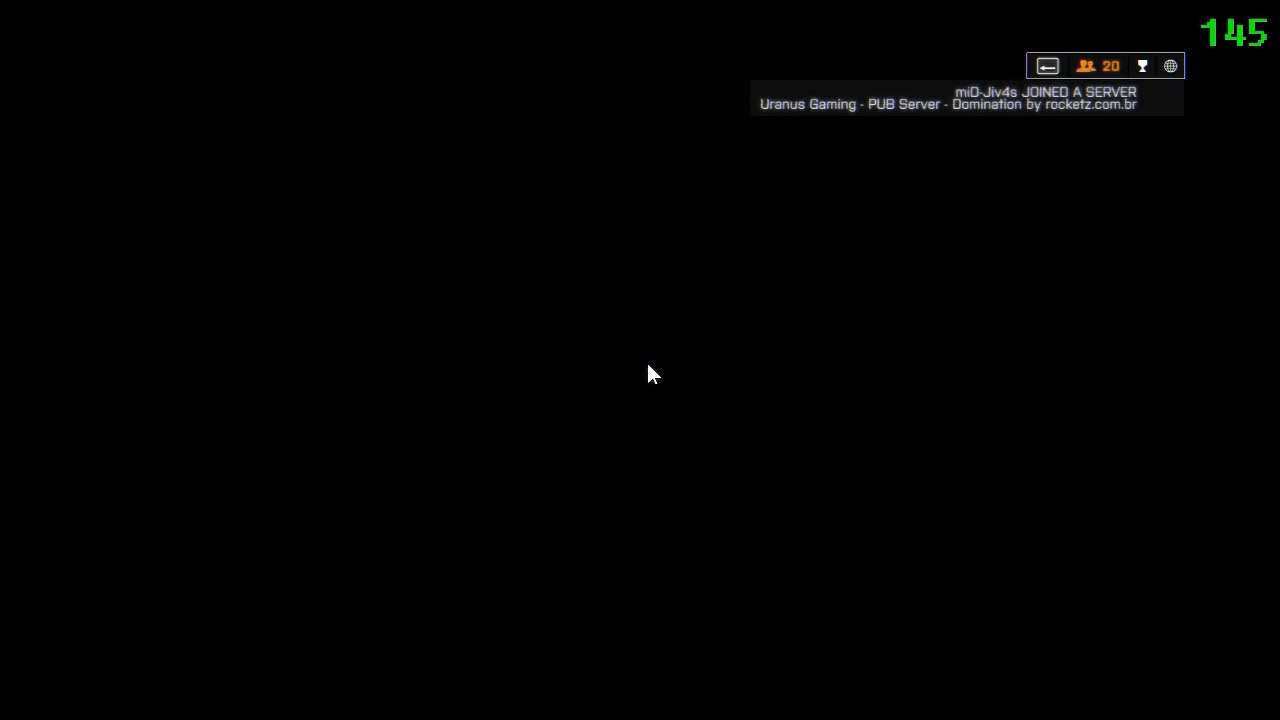 145
20
miD-Jiv4s JOINED A SERVER
Uranus Gaming - PUB Server - Domination by rocketz.com.br